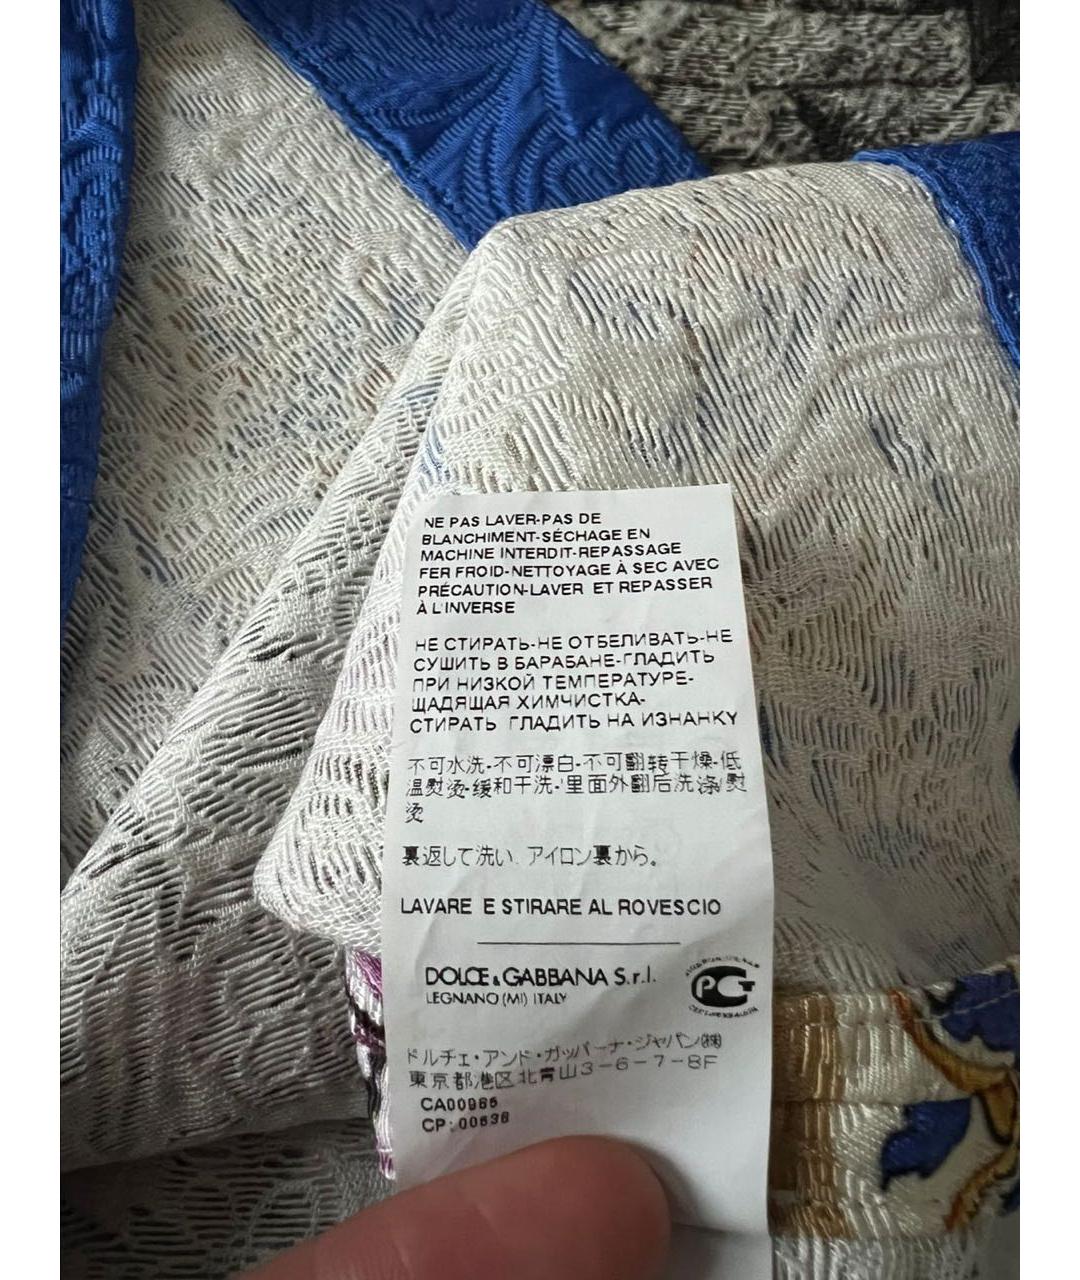 NE PAS LAVER-PAS DE
BLANCHIMENT-SÉCHAGE EN
MACHINE INTERDIT-REPASSAGE
FER FROID-NETTOYAGE À SEC AVEC
PRÉCAUTION-LAVER ET REPASSER
À L'INVERSE
НЕ СТИРАТЬ-НЕ ОТБЕЛИВАТЬ-НЕ
СУШИТЬ В БАРАБАНЕ-ГЛАДИТЬ
ПРИ НИЗКОЙ ТЕМПЕРАТУРЕ-
ЩАДЯЩАЯ ХИМЧИСТКА-
СТИРАТЬ ГЛАДИТЬ НА ИЗНАНКУ
不可水洗-不可漂白-不可翻转干燥-低
温熨烫-缓和干洗-里面外翻后洗涤/熨
烫
裏返して洗い、アイロン裏から。
LAVARE E STIRARE AL ROVESCIO
DOLCE & GABBANA S.r.l.
LEGNANO (MI) ITALY
РСТ
ドルチェ・アンド・ガッバーナ・ジャパン㈱
東京都港区北青山3-6-7-8F
CA00985
CP:00638